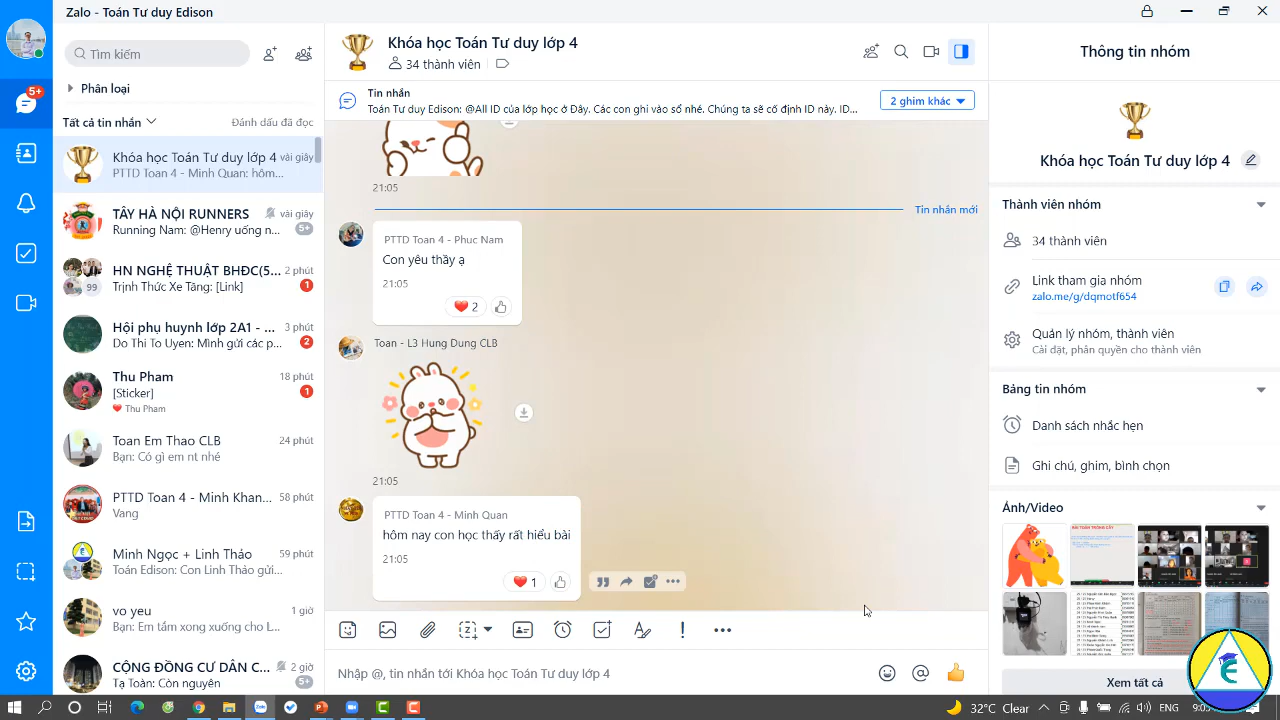 Zalo - Toán Tư duy Edison
5+
Tìm kiếm
Phân loại
Tất cả tin nhắn
Đánh dấu đã đọc
Khóa học Toán Tư duy lớp 4 vài giây
PTTD Toan 4 - Minh Quan: hôm...
TÂY HÀ NỘI RUNNERS vài giây
Running Nam: @Henry uống n... 5+
HN NGHỆ THUẬT BHĐC(5... 2 phút
Trịnh Thức Xe Tăng: [Link] 1
99
Hội phụ huynh lớp 2A1 - ... 3 phút
Do Thi To Uyen: Mình gửi các p... 2
Thu Pham 18 phút
[Sticker] 1
Thu Pham
Toan Em Thao CLB 24 phút
Bạn: Có gì em nt nhé
PTTD Toan 4 - Minh Khan... 58 phút
Vang
Minh Ngọc + Linh Thảo 59 phút
Toán Edison: Con Linh Thảo gửi...
vo yeu 1 giờ
Bạn: Em tắm xong xuống cho L...
CỘNG ĐỒNG CƯ DÂN C... 2 giờ
Tạ Toàn: Còn nguyên 5+
Khóa học Toán Tư duy lớp 4
34 thành viên
Tin nhắn
Toán Tư duy Edison: @All ID của lớp học ở Đây. Các con ghi vào sổ nhé. Chúng ta sẽ cố định ID này. ID...
2 ghim khác
21:05
Tin nhắn mới
PTTD Toan 4 - Phuc Nam
Con yêu thầy ạ
21:05
2
Toan - L3 Hung Dung CLB
21:05
PTTD Toan 4 - Minh Quan
hôm nay con học thấy rất hiểu bài
21:05
1
Nhập @, tin nhắn tới Khóa học Toán Tư duy lớp 4
Thông tin nhóm
Khóa học Toán Tư duy lớp 4
Thành viên nhóm
34 thành viên
Link tham gia nhóm
zalo.me/g/dqmotf654
Quản lý nhóm, thành viên
Cài đặt, phân quyền cho thành viên
Bảng tin nhóm
Danh sách nhắc hẹn
Ghi chú, ghim, bình chọn
Ảnh/Video
BÀI TOÁN TRỒNG CÂY
Xem tất cả
E
Zalo
32°C Clear
ENG